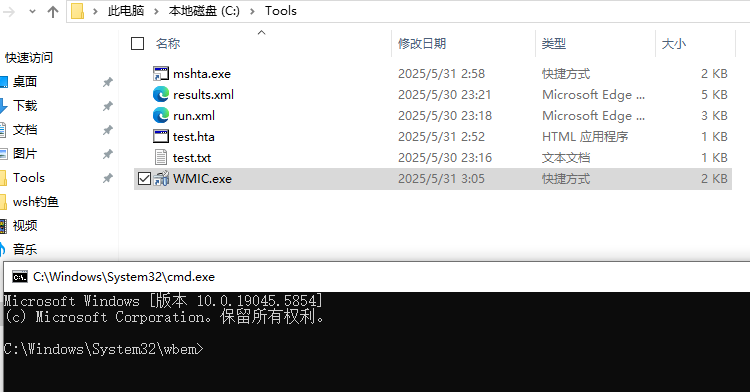 此电脑 > 本地磁盘 (C:) > Tools
名称 修改日期 类型 大小
快速访问
桌面
下载
文档
图片
Tools
wsh钓鱼
视频
音乐
mshta.exe 2025/5/31 2:58 快捷方式 2 KB
results.xml 2025/5/30 23:21 Microsoft Edge ... 5 KB
run.xml 2025/5/30 23:18 Microsoft Edge ... 3 KB
test.hta 2025/5/31 2:52 HTML 应用程序 1 KB
test.txt 2025/5/30 23:16 文本文档 1 KB
WMIC.exe 2025/5/31 3:05 快捷方式 2 KB
C:\Windows\System32\cmd.exe
Microsoft Windows [版本 10.0.19045.5854]
(c) Microsoft Corporation。保留所有权利。
C:\Windows\System32\wbem>